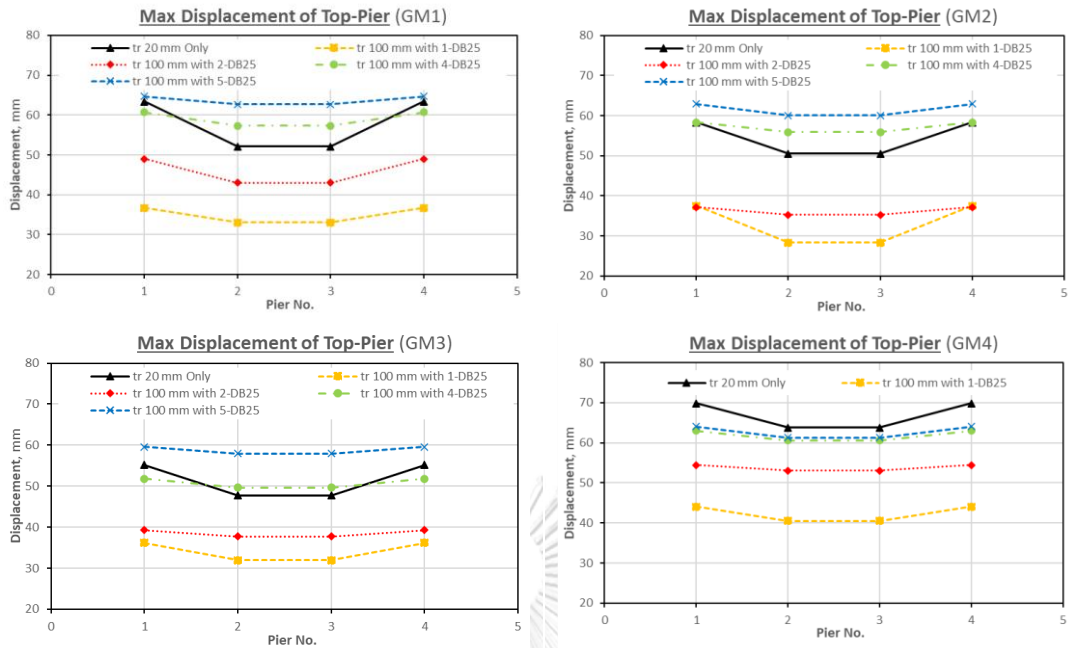 Max Displacement of Top-Pier (GM1)
80
70
60
50
40
30
20
Displacement, mm
tr 20 mm Only
tr 100 mm with 1-DB25
tr 100 mm with 2-DB25
tr 100 mm with 4-DB25
tr 100 mm with 5-DB25
0 1 2 3 4 5
Pier No.
Max Displacement of Top-Pier (GM2)
80
70
60
50
40
30
20
Displacement, mm
tr 20 mm Only
tr 100 mm with 1-DB25
tr 100 mm with 2-DB25
tr 100 mm with 4-DB25
tr 100 mm with 5-DB25
0 1 2 3 4 5
Pier No.
Max Displacement of Top-Pier (GM3)
80
70
60
50
40
30
20
Displacement, mm
tr 20 mm Only
tr 100 mm with 1-DB25
tr 100 mm with 2-DB25
tr 100 mm with 4-DB25
tr 100 mm with 5-DB25
0 1 2 3 4 5
Pier No.
Max Displacement of Top-Pier (GM4)
80
70
60
50
40
30
20
Displacement, mm
tr 20 mm Only
tr 100 mm with 1-DB25
0 1 2 3 4 5
Pier No.